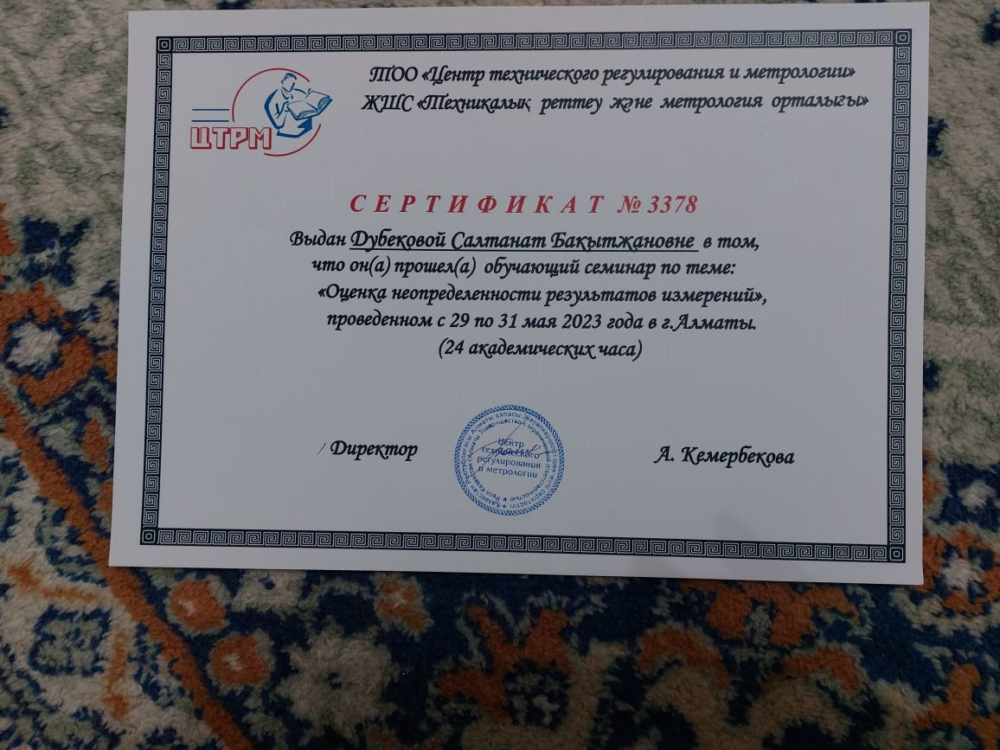 ТОО «Центр технического регулирования и метрологии»
ЖШС «Техникалық реттеу және метрология орталығы»
ЦТРМ
СЕРТИФИКАТ № 3378
Выдан Дубековой Салтанат Бакытжановне в том,
что он(а) прошел(а) обучающий семинар по теме:
«Оценка неопределенности результатов измерений»,
проведенном с 29 по 31 мая 2023 года в г.Алматы.
(24 академических часа)
Директор
Центр
технического
регулирования
и метрологии
А. Кемербекова